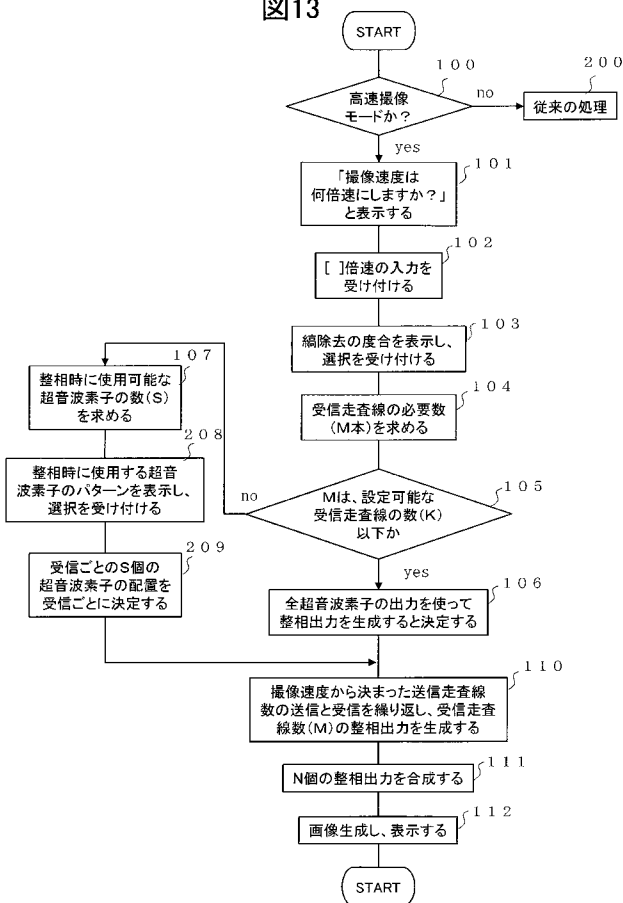 図13
START
100
高速撮像
モードか?
no
200
従来の処理
yes
101
「撮像速度は
何倍速にしますか?」
と表示する
102
[ ]倍速の入力を
受け付ける
103
縞除去の度合を表示し、
選択を受け付ける
104
受信走査線の必要数
(M本)を求める
105
Mは、設定可能な
受信走査線の数(K)
以下か
no
107
整相時に使用可能な
超音波素子の数(S)
を求める
208
整相時に使用する超音
波素子のパターンを表示し、
選択を受け付ける
209
受信ごとのS個の
超音波素子の配置を
受信ごとに決定する
yes
106
全超音波素子の出力を使って
整相出力を生成すると決定する
110
撮像速度から決まった送信走査線
数の送信と受信を繰り返し、受信走査
線数(M)の整相出力を生成する
111
N個の整相出力を合成する
112
画像生成し、表示する
START